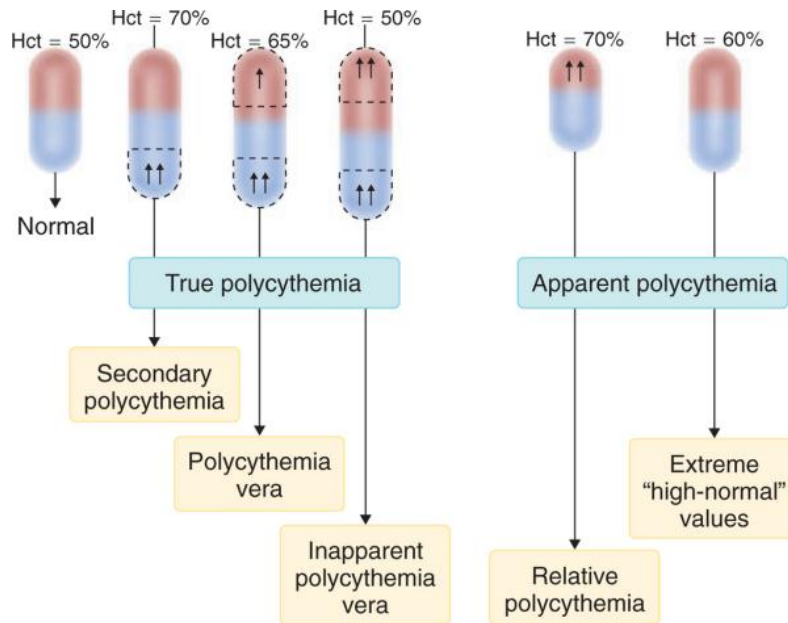 Hct = 50%
Hct = 70%
Hct = 65%
Hct = 50%
Hct = 70%
Hct = 60%
Normal
True polycythemia
Apparent polycythemia
Secondary
polycythemia
Polycythemia
vera
Inapparent
polycythemia
vera
Relative
polycythemia
Extreme
“high-normal”
values